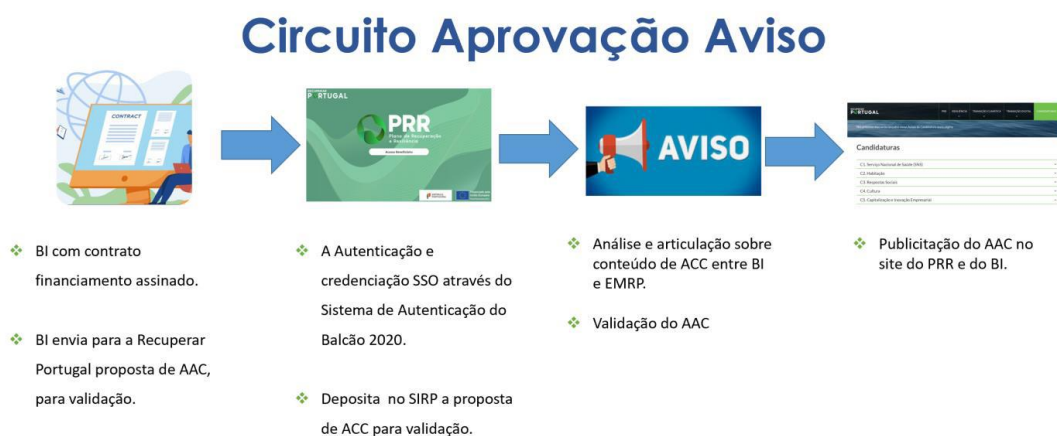 Circuito Aprovação Aviso
CONTRACT
RECUPERAR
PORTUGAL
PRR
Plano de Recuperação
e Resiliência
AVISO
PORTUGAL
Candidaturas
C1. Serviço Nacional de Saúde (SNS)
C2. Habitação
C3. Respostas Sociais
C4. Cultura
C5. Capitalização e Inovação Empresarial
BI com contrato
financiamento assinado.
BI envia para a Recuperar
Portugal proposta de AAC,
para validação.
A Autenticação e
credenciação SSO através do
Sistema de Autenticação do
Balcão 2020.
Deposita no SIRP a proposta
de ACC para validação.
Análise e articulação sobre
conteúdo de ACC entre BI
e EMRP.
Validação do AAC
Publicitação do AAC no
site do PRR e do BI.